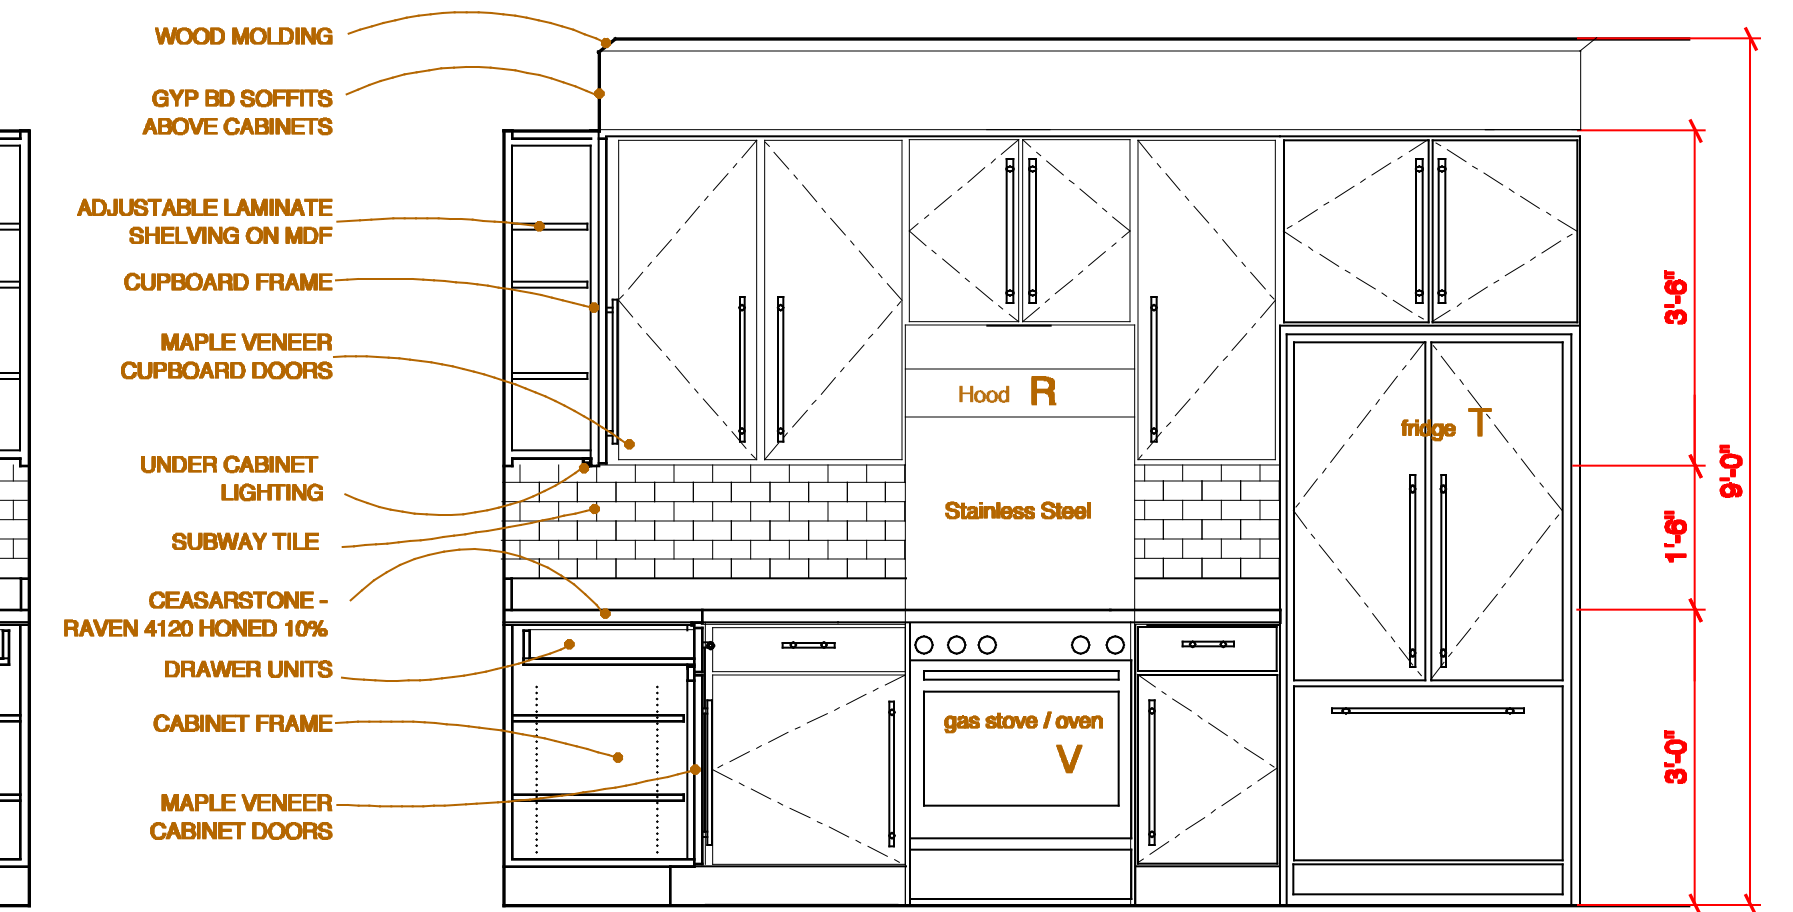 WOOD MOLDING
GYP BD SOFFITS
ABOVE CABINETS
ADJUSTABLE LAMINATE
SHELVING ON MDF
CUPBOARD FRAME
MAPLE VENEER
CUPBOARD DOORS
UNDER CABINET
LIGHTING
SUBWAY TILE
CEASARSTONE -
RAVEN 4120 HONED 10%
DRAWER UNITS
CABINET FRAME
MAPLE VENEER
CABINET DOORS
Hood R
Stainless Steel
gas stove / oven
V
fridge T
3'-6"
1'-6"
3'-0"
9'-0"